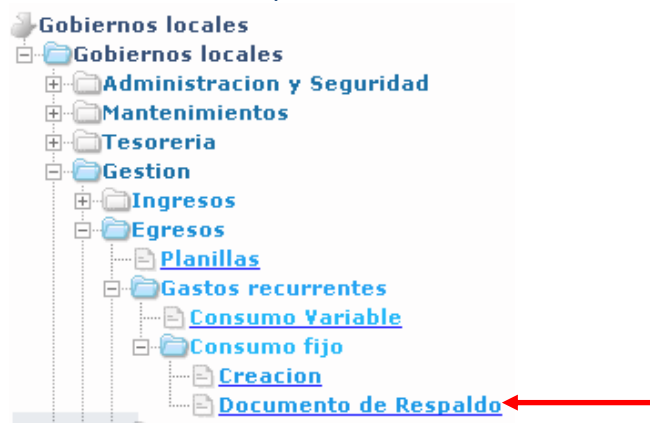 Gobiernos locales
Gobiernos locales
Administracion y Seguridad
Mantenimientos
Tesoreria
Gestion
Ingresos
Egresos
Planillas
Gastos recurrentes
Consumo Variable
Consumo fijo
Creacion
Documento de Respaldo